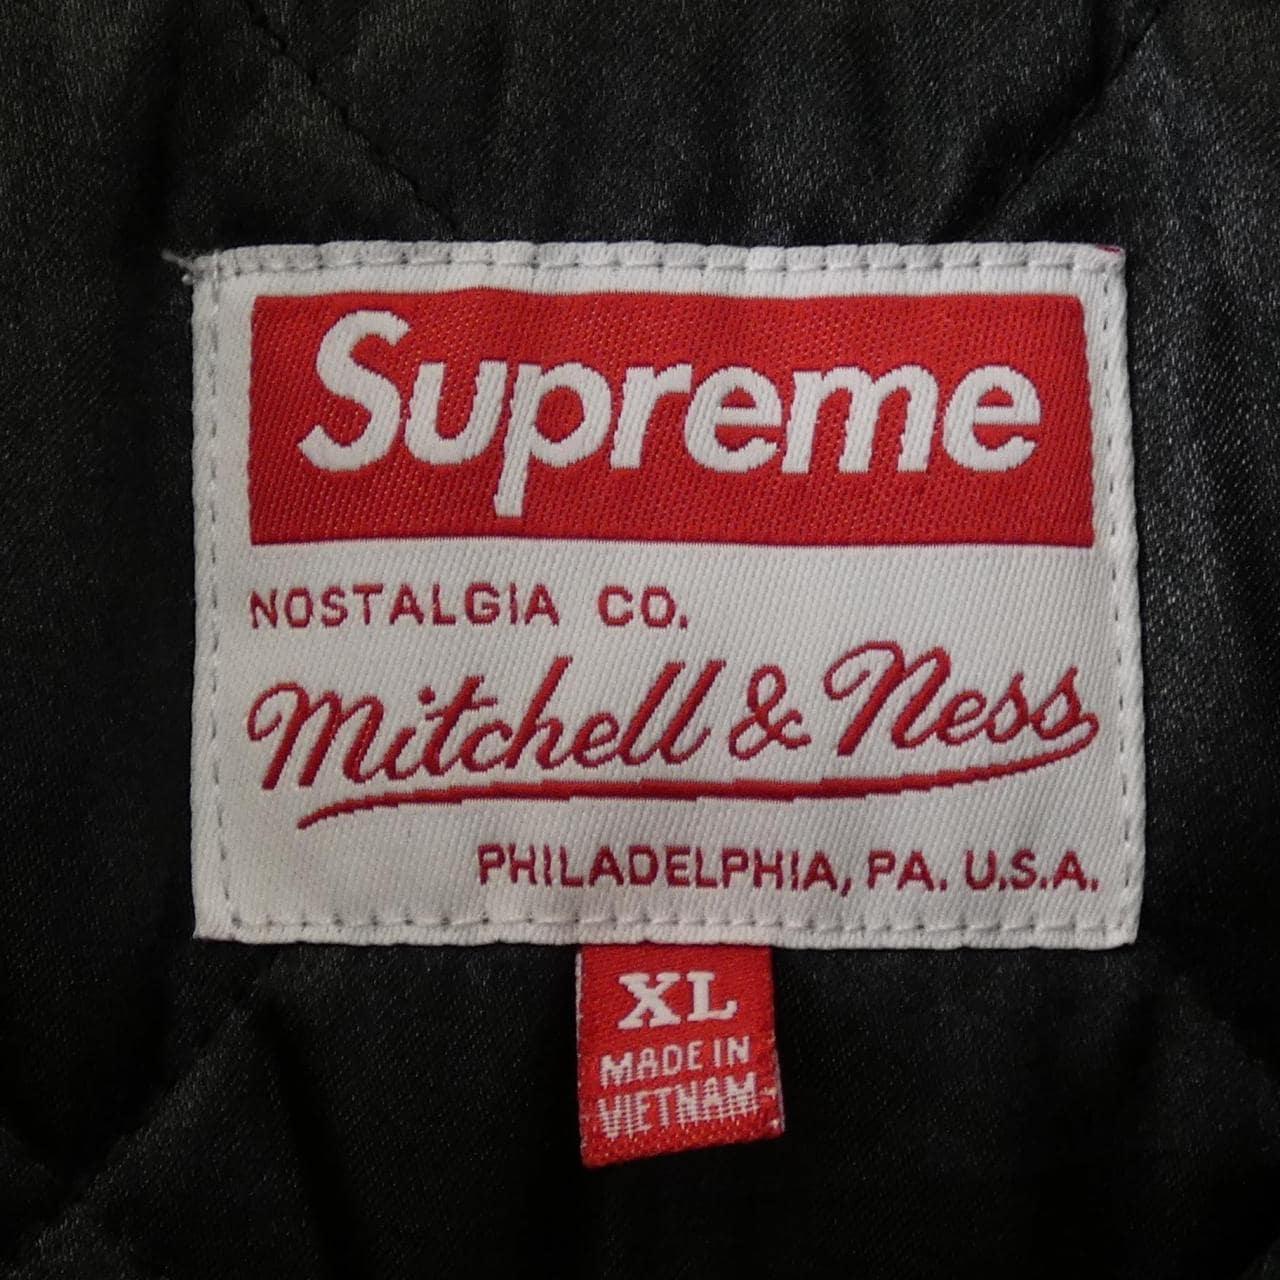 Supreme
NOSTALGIA CO.
Mitchell & Ness
PHILADELPHIA, PA. U.S.A.
XL
MADE IN
VIETNAM